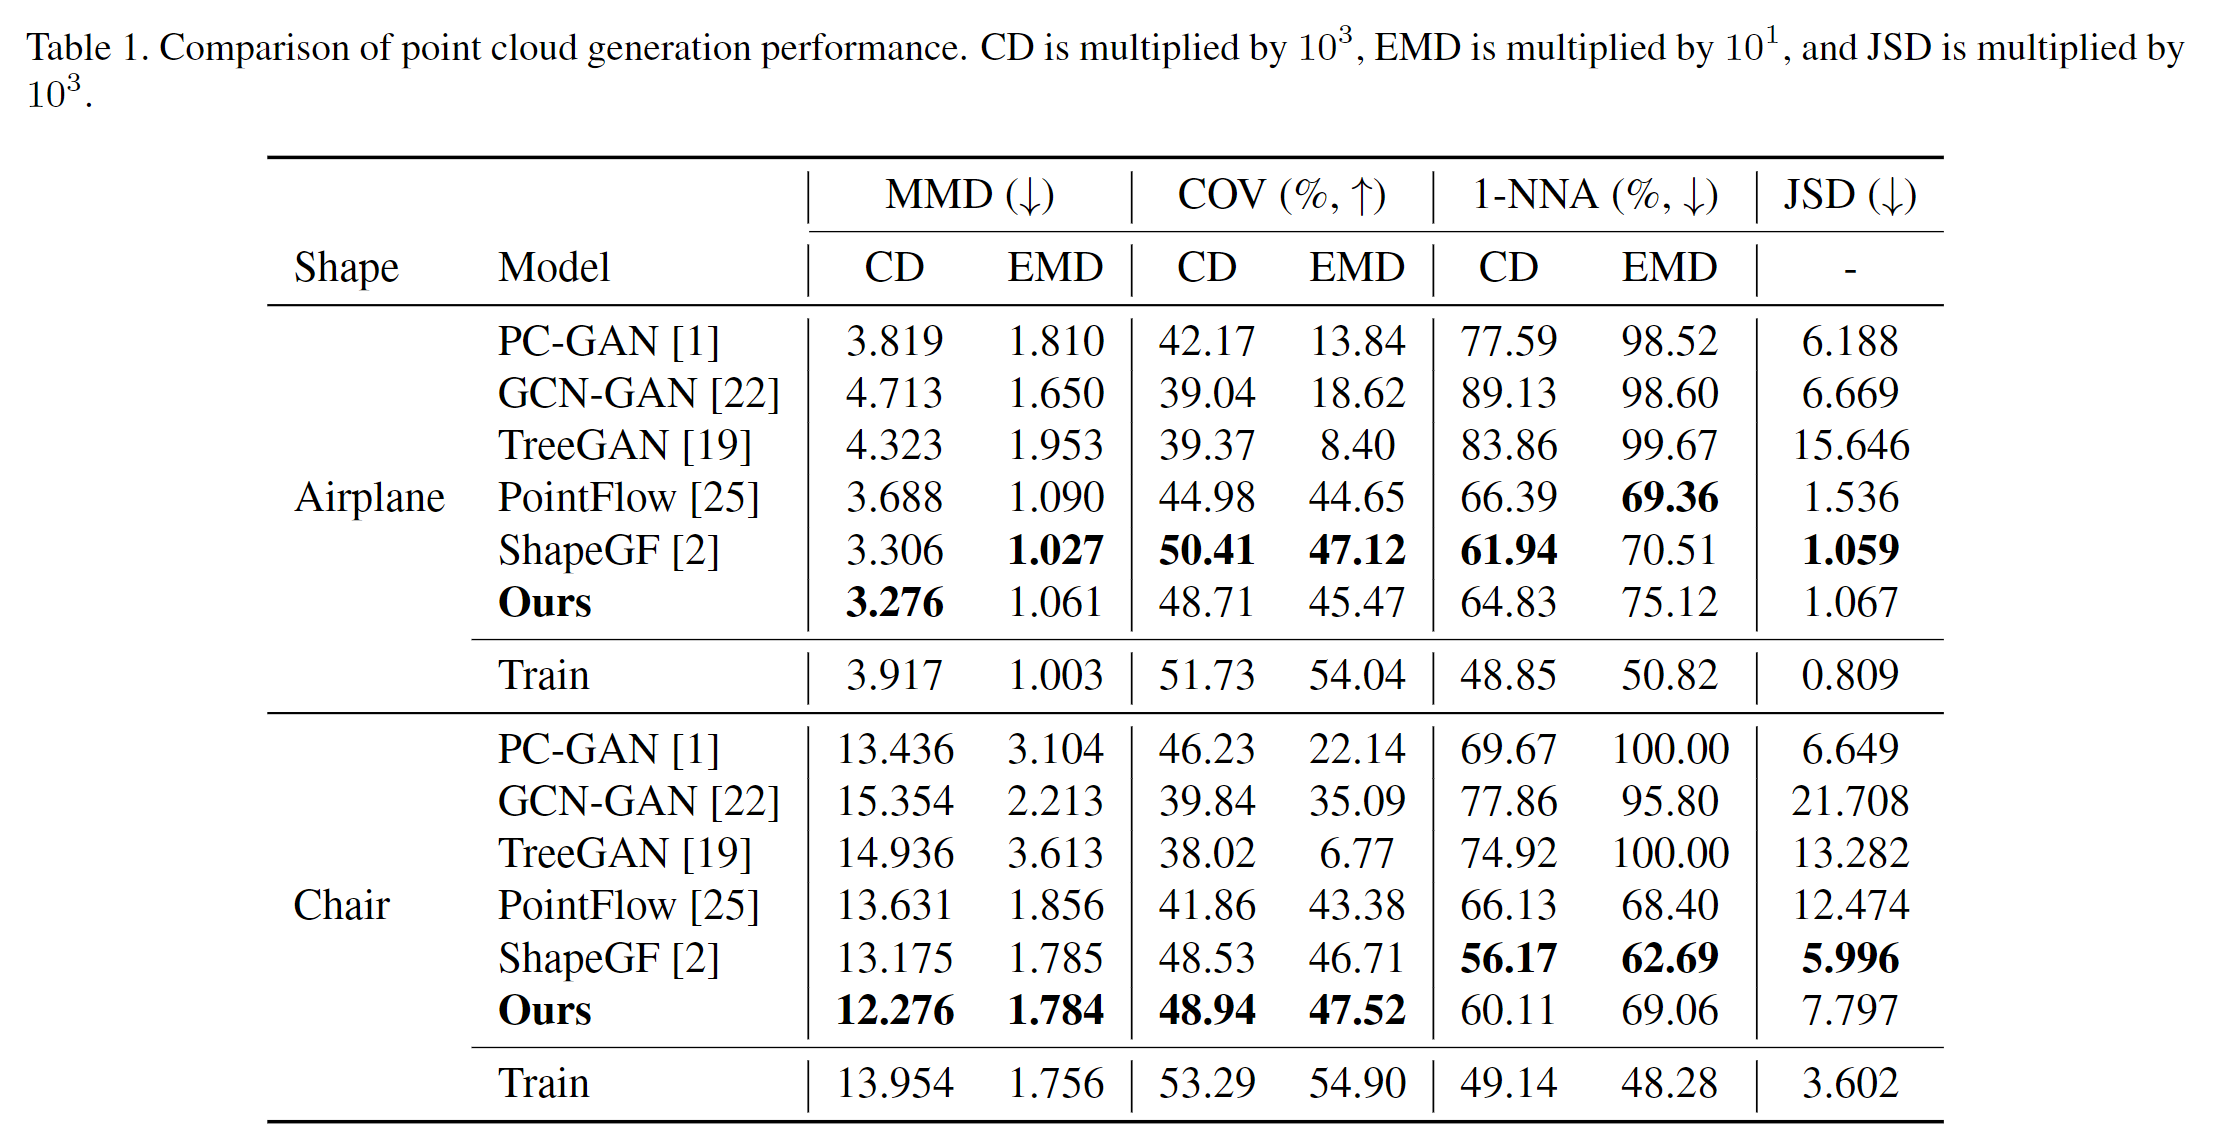 Table 1. Comparison of point cloud generation performance. CD is multiplied by 10³, EMD is multiplied by 10¹, and JSD is multiplied by
10³.
MMD (↓) COV (%, ↑) 1-NNA (%, ↓) JSD (↓)
Shape Model CD EMD CD EMD CD EMD -
PC-GAN [1] 3.819 1.810 42.17 13.84 77.59 98.52 6.188
GCN-GAN [22] 4.713 1.650 39.04 18.62 89.13 98.60 6.669
TreeGAN [19] 4.323 1.953 39.37 8.40 83.86 99.67 15.646
Airplane PointFlow [25] 3.688 1.090 44.98 44.65 66.39 69.36 1.536
ShapeGF [2] 3.306 1.027 50.41 47.12 61.94 70.51 1.059
Ours 3.276 1.061 48.71 45.47 64.83 75.12 1.067
Train 3.917 1.003 51.73 54.04 48.85 50.82 0.809
PC-GAN [1] 13.436 3.104 46.23 22.14 69.67 100.00 6.649
GCN-GAN [22] 15.354 2.213 39.84 35.09 77.86 95.80 21.708
TreeGAN [19] 14.936 3.613 38.02 6.77 74.92 100.00 13.282
Chair PointFlow [25] 13.631 1.856 41.86 43.38 66.13 68.40 12.474
ShapeGF [2] 13.175 1.785 48.53 46.71 56.17 62.69 5.996
Ours 12.276 1.784 48.94 47.52 60.11 69.06 7.797
Train 13.954 1.756 53.29 54.90 49.14 48.28 3.602